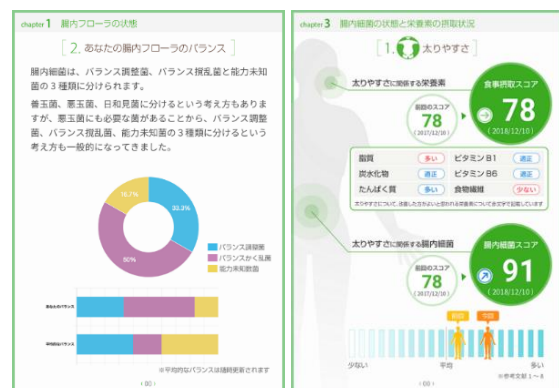 chapter 1 腸内フローラの状態
[ 2. あなたの腸内フローラのバランス ]
腸内細菌は、バランス調整菌、バランス撹乱菌と能力未知
菌の3種類に分けられます。
善玉菌、悪玉菌、日和見菌に分けるという考え方もありま
すが、悪玉菌にも必要な菌があることから、バランス調整
菌、バランス撹乱菌、能力未知菌の3種類に分けるという
考え方も一般的になってきました。
16.7%
33.3%
50%
バランス調整菌
バランスかく乱菌
能力未知数菌
あなたのバランス
平均的なバランス
※平均的なバランスは随時更新されます
chapter 3 腸内細菌の状態と栄養素の摂取状況
[ 1. 太りやすさ ]
太りやすさに関係する栄養素
食事摂取スコア
前回のスコア
78
(2017/12/10)
78
(2018/12/10)
脂質 多い ビタミン B1 適正
炭水化物 適正 ビタミン B6 適正
たんぱく質 多い 食物繊維 少ない
太りやすさに関係する腸内細菌
腸内細菌スコア
前回のスコア
78
(2017/12/10)
91
(2018/12/10)
前回 今回
少ない 平均 多い
※参考文献 1~8